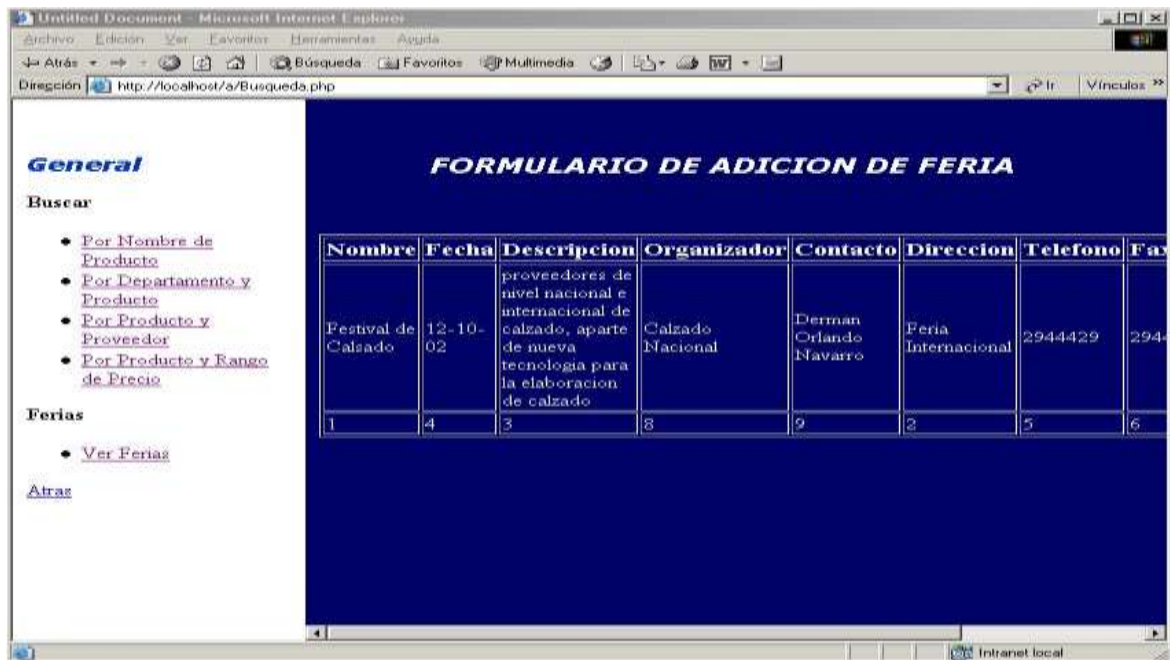 Untitled Document - Microsoft Internet Explorer
Archivo Edición Ver Favoritos Herramientas Ayuda
Atrás Búsqueda Favoritos Multimedia
Dirección http://localhost/a/Busqueda.php Ir Vínculos »
General
Buscar
Por Nombre de
Producto
Por Departamento y
Producto
Por Producto y
Proveedor
Por Producto y Rango
de Precio
Ferias
Ver Ferias
Atras
FORMULARIO DE ADICION DE FERIA
Nombre Fecha Descripcion Organizador Contacto Direccion Telefono Fax
Festival de
Calsado
12-10-
02
proveedores de
nivel nacional e
internacional de
calzado, aparte
de nueva
tecnologia para
la elaboracion
de calzado
Calzado
Nacional
Derman
Orlando
Navarro
Feria
Internacional
2944429
294
1 4 3 8 9 2 5 6
Intranet local